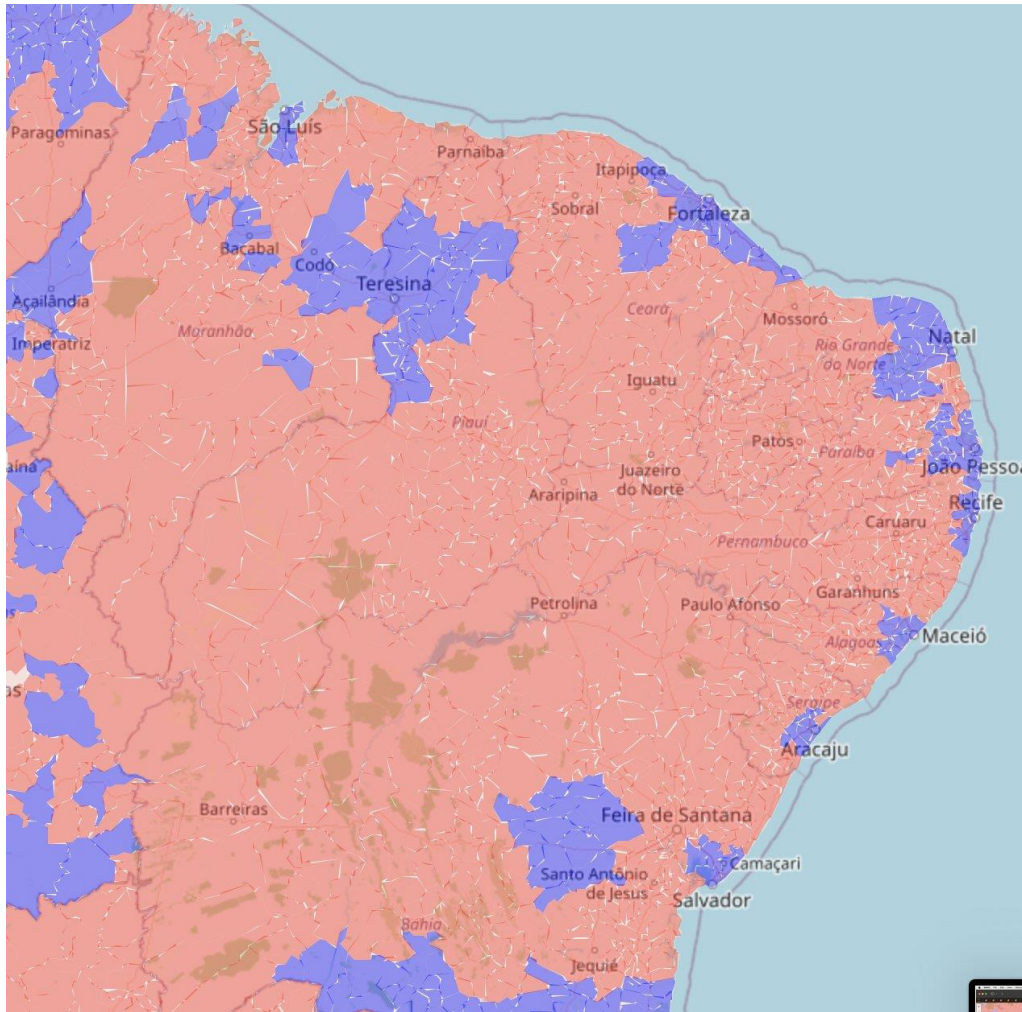 São Luís
Paragominas
Parnaíba
Itapipoca
Sobral
Fortaleza
Bacabal
Codó
Teresina
Açailândia
Ceará
Mossoró
Maranhão
Imperatriz
Rio Grande
do Norte
Natal
Iguatu
Piauí
Patos
Paraíba
João Pessoa
aína
Juazeiro
do Norte
Araripina
Recife
Caruaru
Pernambuco
Garanhuns
Petrolina
Paulo Afonso
Alagoas
Maceió
as
Sergipe
Aracaju
Barreiras
Feira de Santana
Camaçari
Santo Antônio
de Jesus
Salvador
Bahia
Jequié